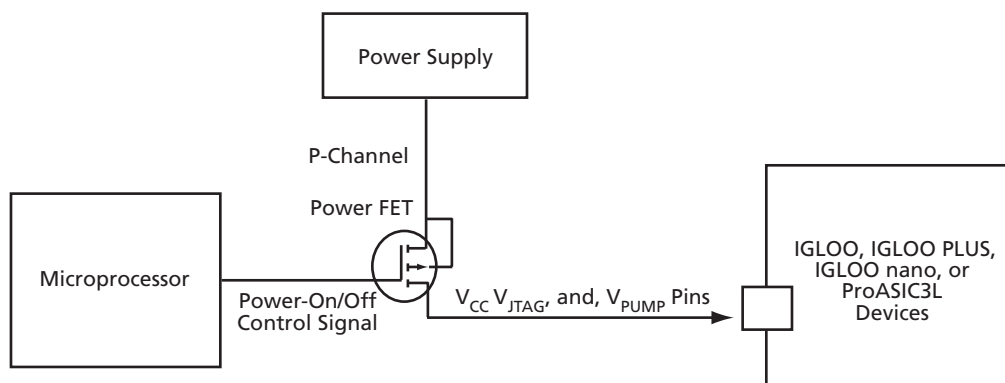 Power Supply
P-Channel
Power FET
Microprocessor
Power-On/Off
Control Signal
VCC VJTAG, and, VPUMP Pins
IGLOO, IGLOO PLUS,
IGLOO nano, or
ProASIC3L
Devices